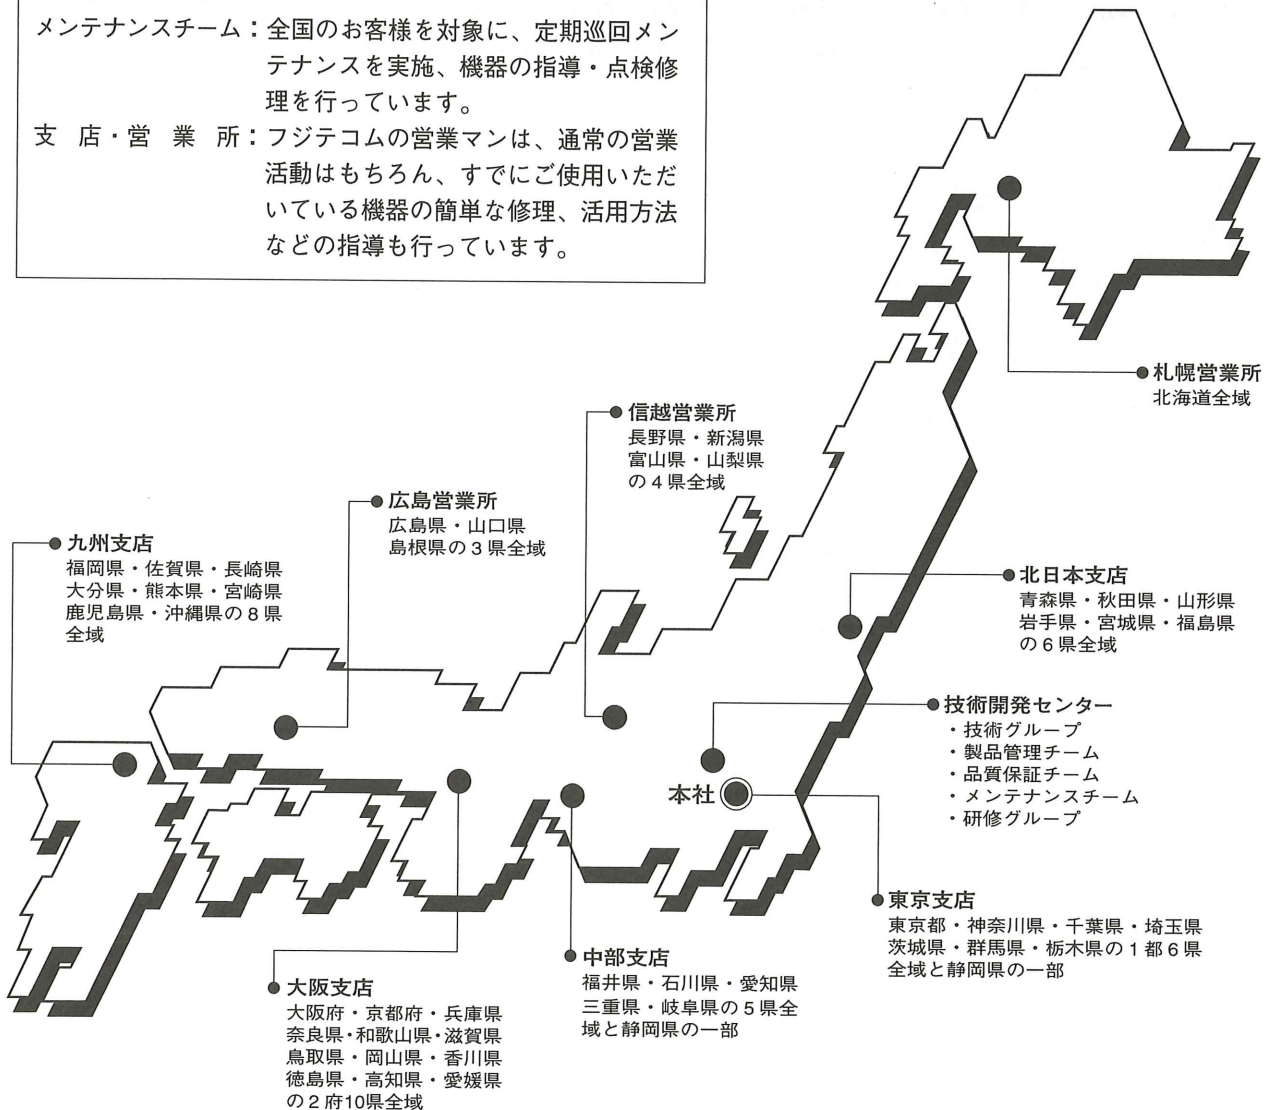 メンテナンスチーム：全国のお客様を対象に、定期巡回メン
テナンスを実施、機器の指導・点検修
理を行っています。
支店・営業所：フジテコムの営業マンは、通常の営業
活動はもちろん、すでにご使用いただ
いている機器の簡単な修理、活用方法
などの指導も行っています。
札幌営業所
北海道全域
信越営業所
長野県・新潟県
富山県・山梨県
の４県全域
広島営業所
広島県・山口県
島根県の３県全域
九州支店
福岡県・佐賀県・長崎県
大分県・熊本県・宮崎県
鹿児島県・沖縄県の８県
全域
北日本支店
青森県・秋田県・山形県
岩手県・宮城県・福島県
の６県全域
技術開発センター
・技術グループ
・製品管理チーム
・品質保証チーム
・メンテナンスチーム
・研修グループ
本社
東京支店
東京都・神奈川県・千葉県・埼玉県
茨城県・群馬県・栃木県の１都６県
全域と静岡県の一部
中部支店
福井県・石川県・愛知県
三重県・岐阜県の５県全
域と静岡県の一部
大阪支店
大阪府・京都府・兵庫県
奈良県・和歌山県・滋賀県
鳥取県・岡山県・香川県
徳島県・高知県・愛媛県
の２府10県全域